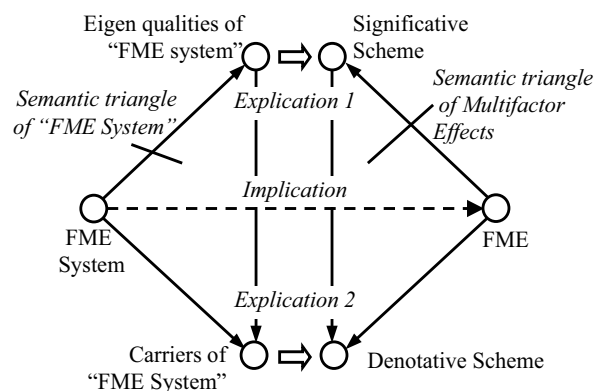 Eigen qualities of
“FME system”
Significative
Scheme
Semantic triangle
of “FME System”
Explication 1
Semantic triangle
of Multifactor
Effects
Implication
FME
System
FME
Explication 2
Carriers of
“FME System”
Denotative Scheme